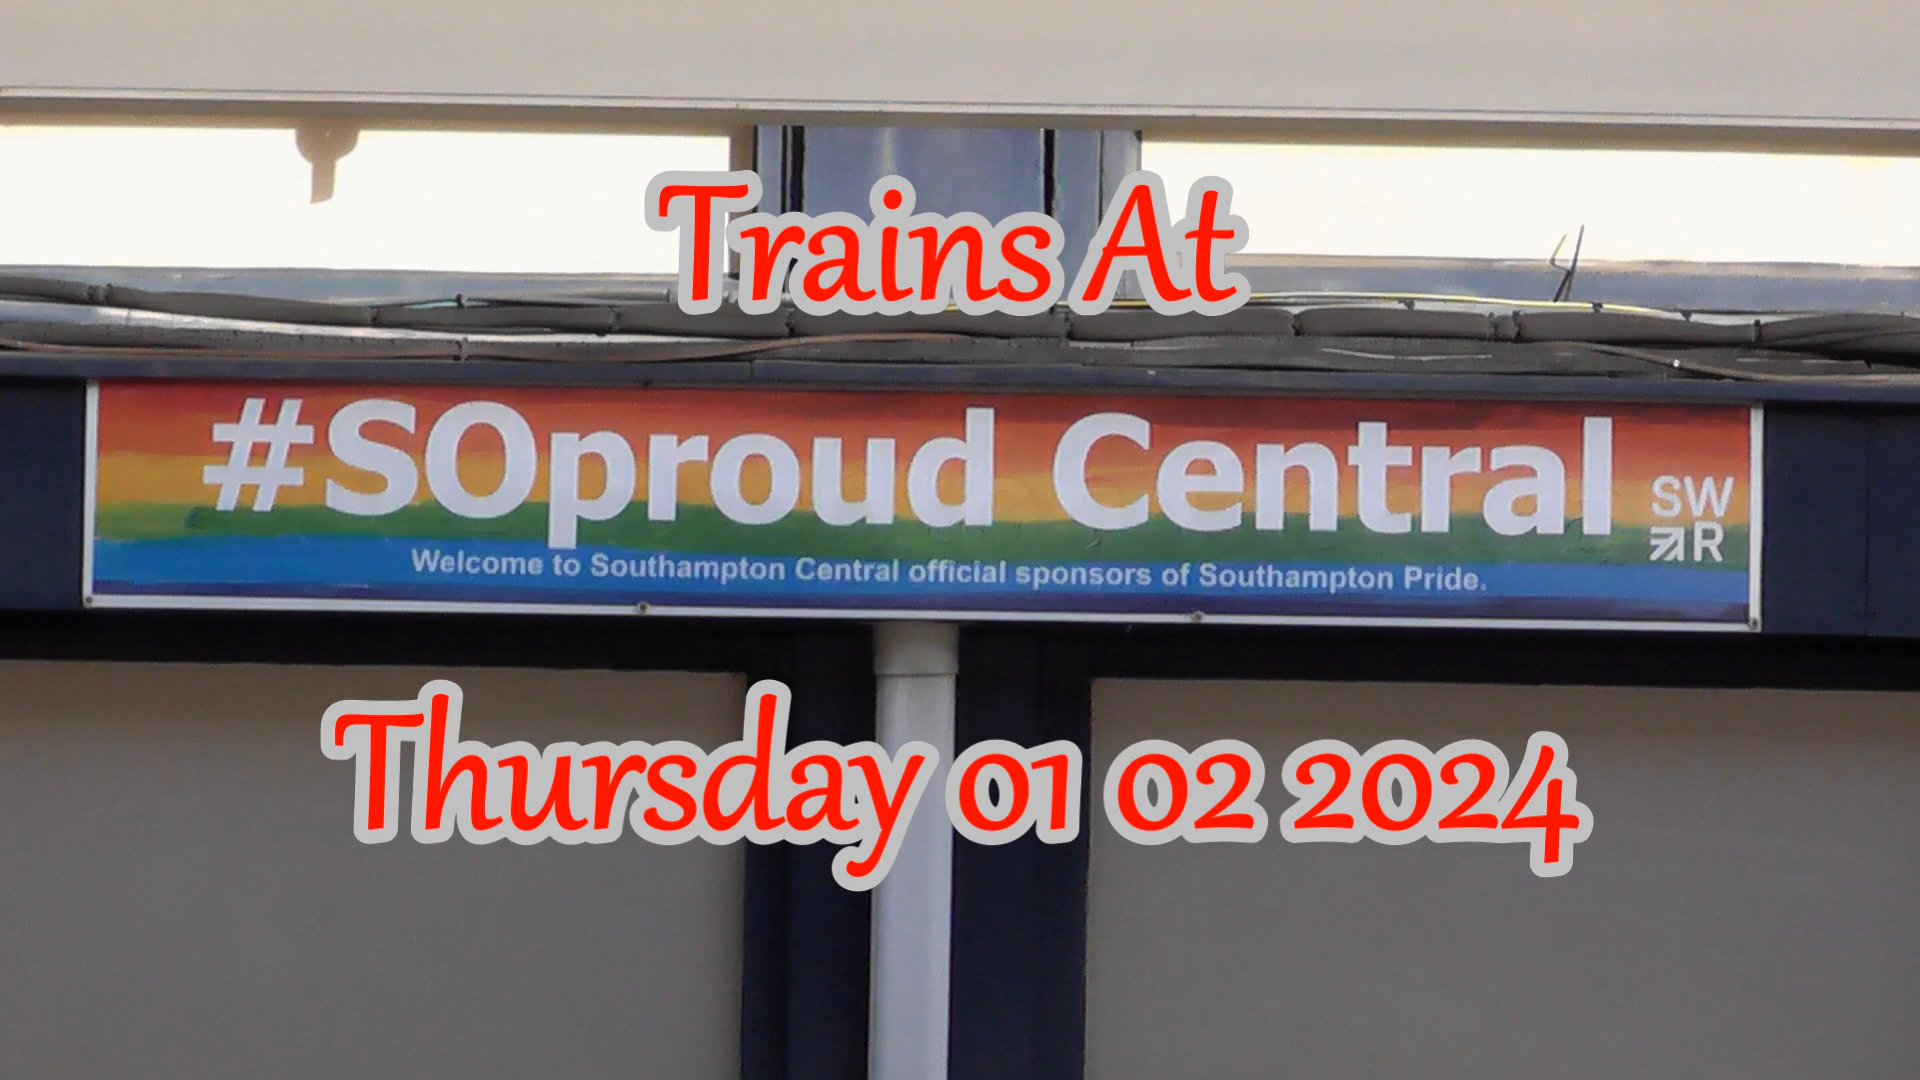 Trains At
#SOproud Central
SW
R
Welcome to Southampton Central official sponsors of Southampton Pride.
Thursday 01 02 2024